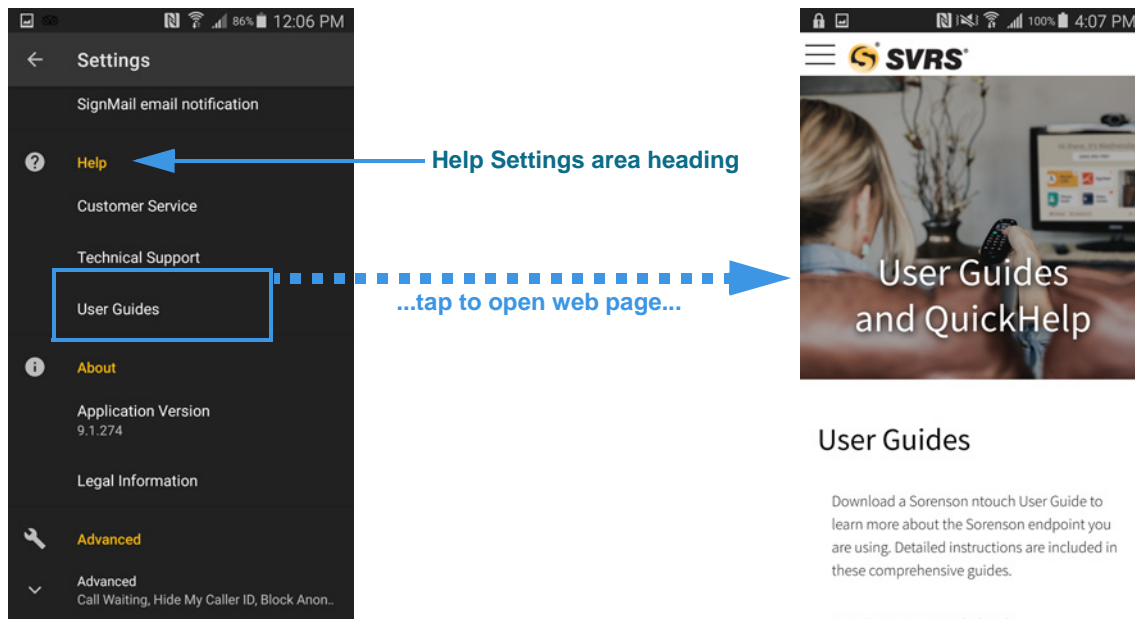 86% 12:06 PM
Settings
SignMail email notification
Help
Customer Service
Technical Support
User Guides
About
Application Version
9.1.274
Legal Information
Advanced
Advanced
Call Waiting, Hide My Caller ID, Block Anon..
Help Settings area heading
...tap to open web page...
100% 4:07 PM
SVRS®
User Guides
and QuickHelp
User Guides
Download a Sorenson ntouch User Guide to
learn more about the Sorenson endpoint you
are using. Detailed instructions are included in
these comprehensive guides.